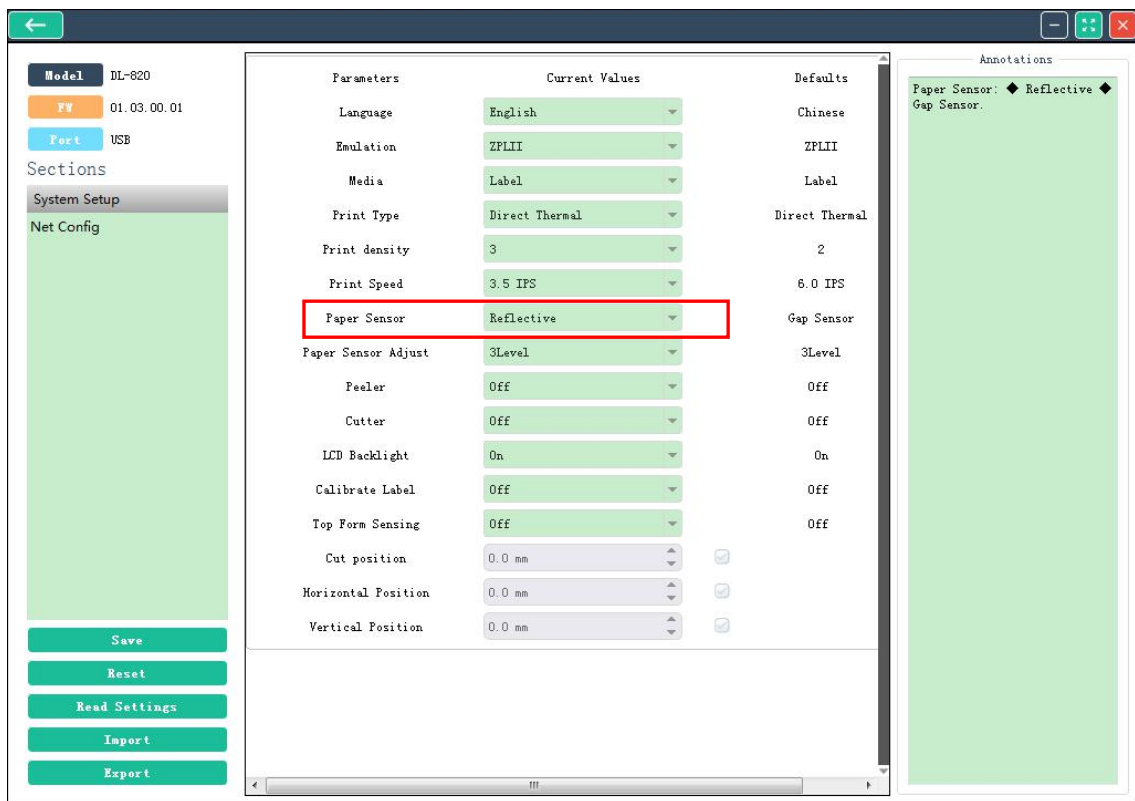 Model DL-820
FW 01.03.00.01
Port USB
Sections
System Setup
Net Config
Save
Reset
Read Settings
Import
Export
Parameters Current Values Defaults
Language English Chinese
Emulation ZPLII ZPLII
Media Label Label
Print Type Direct Thermal Direct Thermal
Print density 3 2
Print Speed 3.5 IPS 6.0 IPS
Paper Sensor Reflective Gap Sensor
Paper Sensor Adjust 3Level 3Level
Peeler Off Off
Cutter Off Off
LCD Backlight On On
Calibrate Label Off Off
Top Form Sensing Off Off
Cut position 0.0 mm
Horizontal Position 0.0 mm
Vertical Position 0.0 mm
Annotations
Paper Sensor: ◆ Reflective ◆
Gap Sensor.